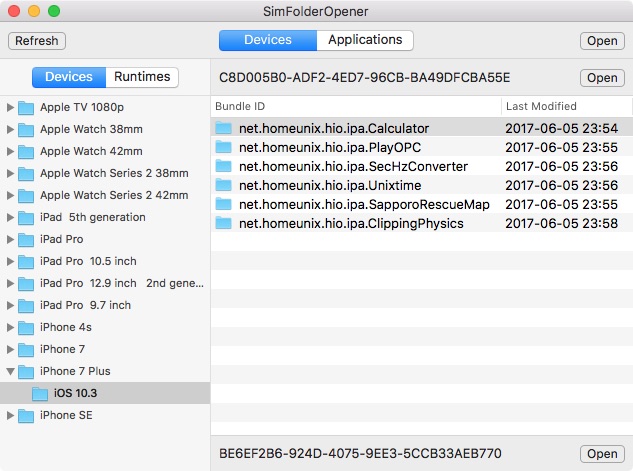 SimFolderOpener
Refresh
Devices Applications
Open
Devices Runtimes
Apple TV 1080p
Apple Watch 38mm
Apple Watch 42mm
Apple Watch Series 2 38mm
Apple Watch Series 2 42mm
iPad 5th generation
iPad Pro
iPad Pro 10.5 inch
iPad Pro 12.9 inch 2nd gene...
iPad Pro 9.7 inch
iPhone 4s
iPhone 7
iPhone 7 Plus
iOS 10.3
iPhone SE
C8D005B0-ADF2-4ED7-96CB-BA49DFCBA55E Open
Bundle ID Last Modified
net.homeunix.hio.ipa.Calculator 2017-06-05 23:54
net.homeunix.hio.ipa.PlayOPC 2017-06-05 23:55
net.homeunix.hio.ipa.SecHzConverter 2017-06-05 23:56
net.homeunix.hio.ipa.Unixtime 2017-06-05 23:56
net.homeunix.hio.ipa.SapporoRescueMap 2017-06-05 23:55
net.homeunix.hio.ipa.ClippingPhysics 2017-06-05 23:58
BE6EF2B6-924D-4075-9EE3-5CCB33AEB770 Open